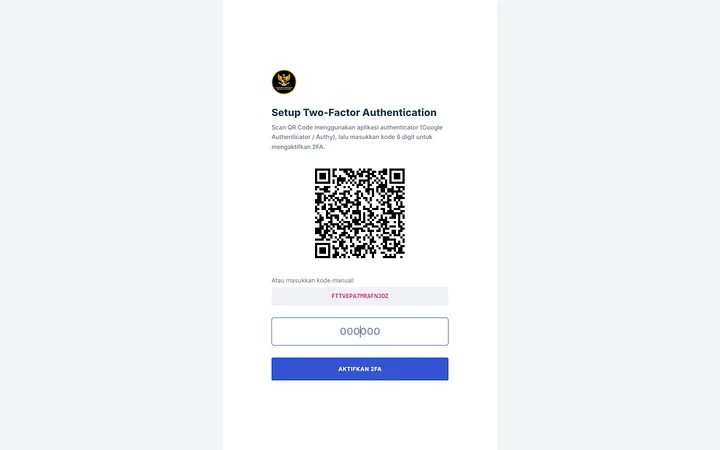 Setup Two-Factor Authentication
Scan QR Code menggunakan aplikasi authenticator (Google
Authenticator / Authy), lalu masukkan kode 6 digit untuk
mengaktifkan 2FA.
Atau masukkan kode manual:
FTTVEPA7MRAFN3OZ
000000
AKTIFKAN 2FA